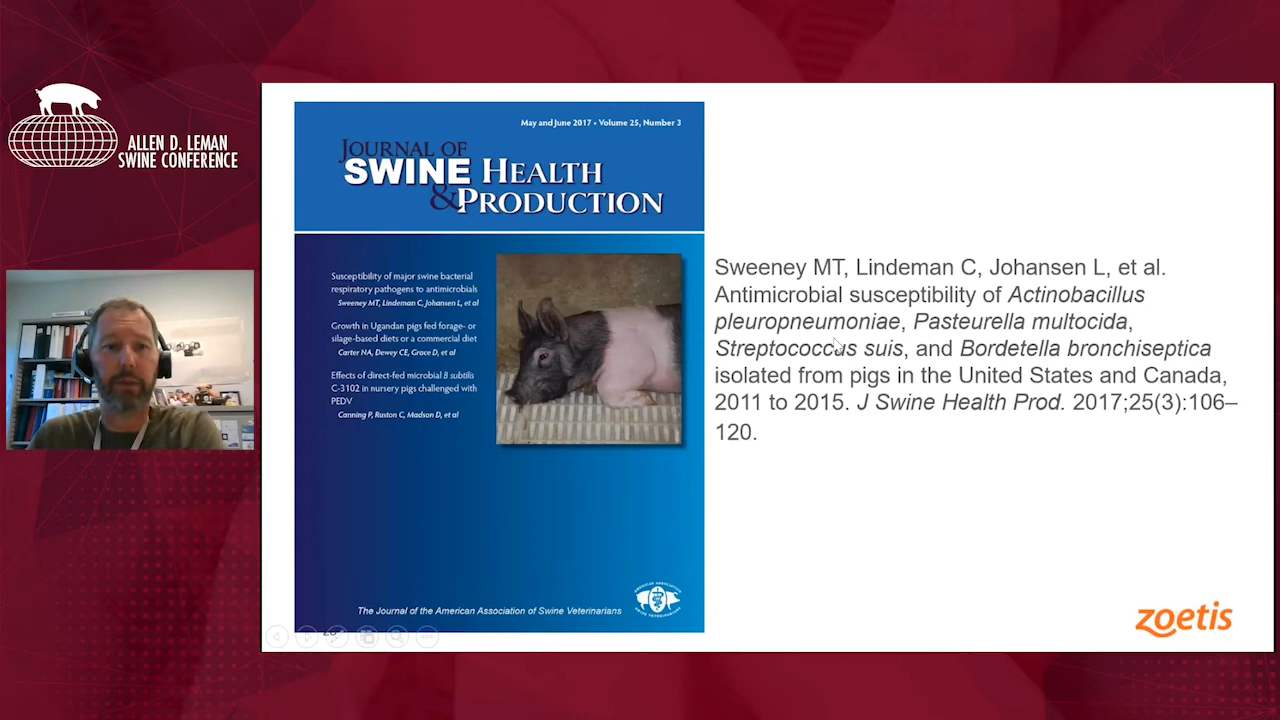 ALLEN D. LEMAN
SWINE CONFERENCE
May and June 2017 • Volume 25, Number 3
JOURNAL OF
SWINE HEALTH
& PRODUCTION
Susceptibility of major swine bacterial
respiratory pathogens to antimicrobials
Sweeney MT, Lindeman C, Johansen L, et al
Growth in Ugandan pigs fed forage- or
silage-based diets or a commercial diet
Carter NA, Dewey CE, Grace D, et al
Effects of direct-fed microbial B subtilis
C-3102 in nursery pigs challenged with
PEDV
Canning P, Ruston C, Madson D, et al
The Journal of the American Association of Swine Veterinarians
Sweeney MT, Lindeman C, Johansen L, et al.
Antimicrobial susceptibility of Actinobacillus
pleuropneumoniae, Pasteurella multocida,
Streptococcus suis, and Bordetella bronchiseptica
isolated from pigs in the United States and Canada,
2011 to 2015. J Swine Health Prod. 2017;25(3):106–
120.
zoetis